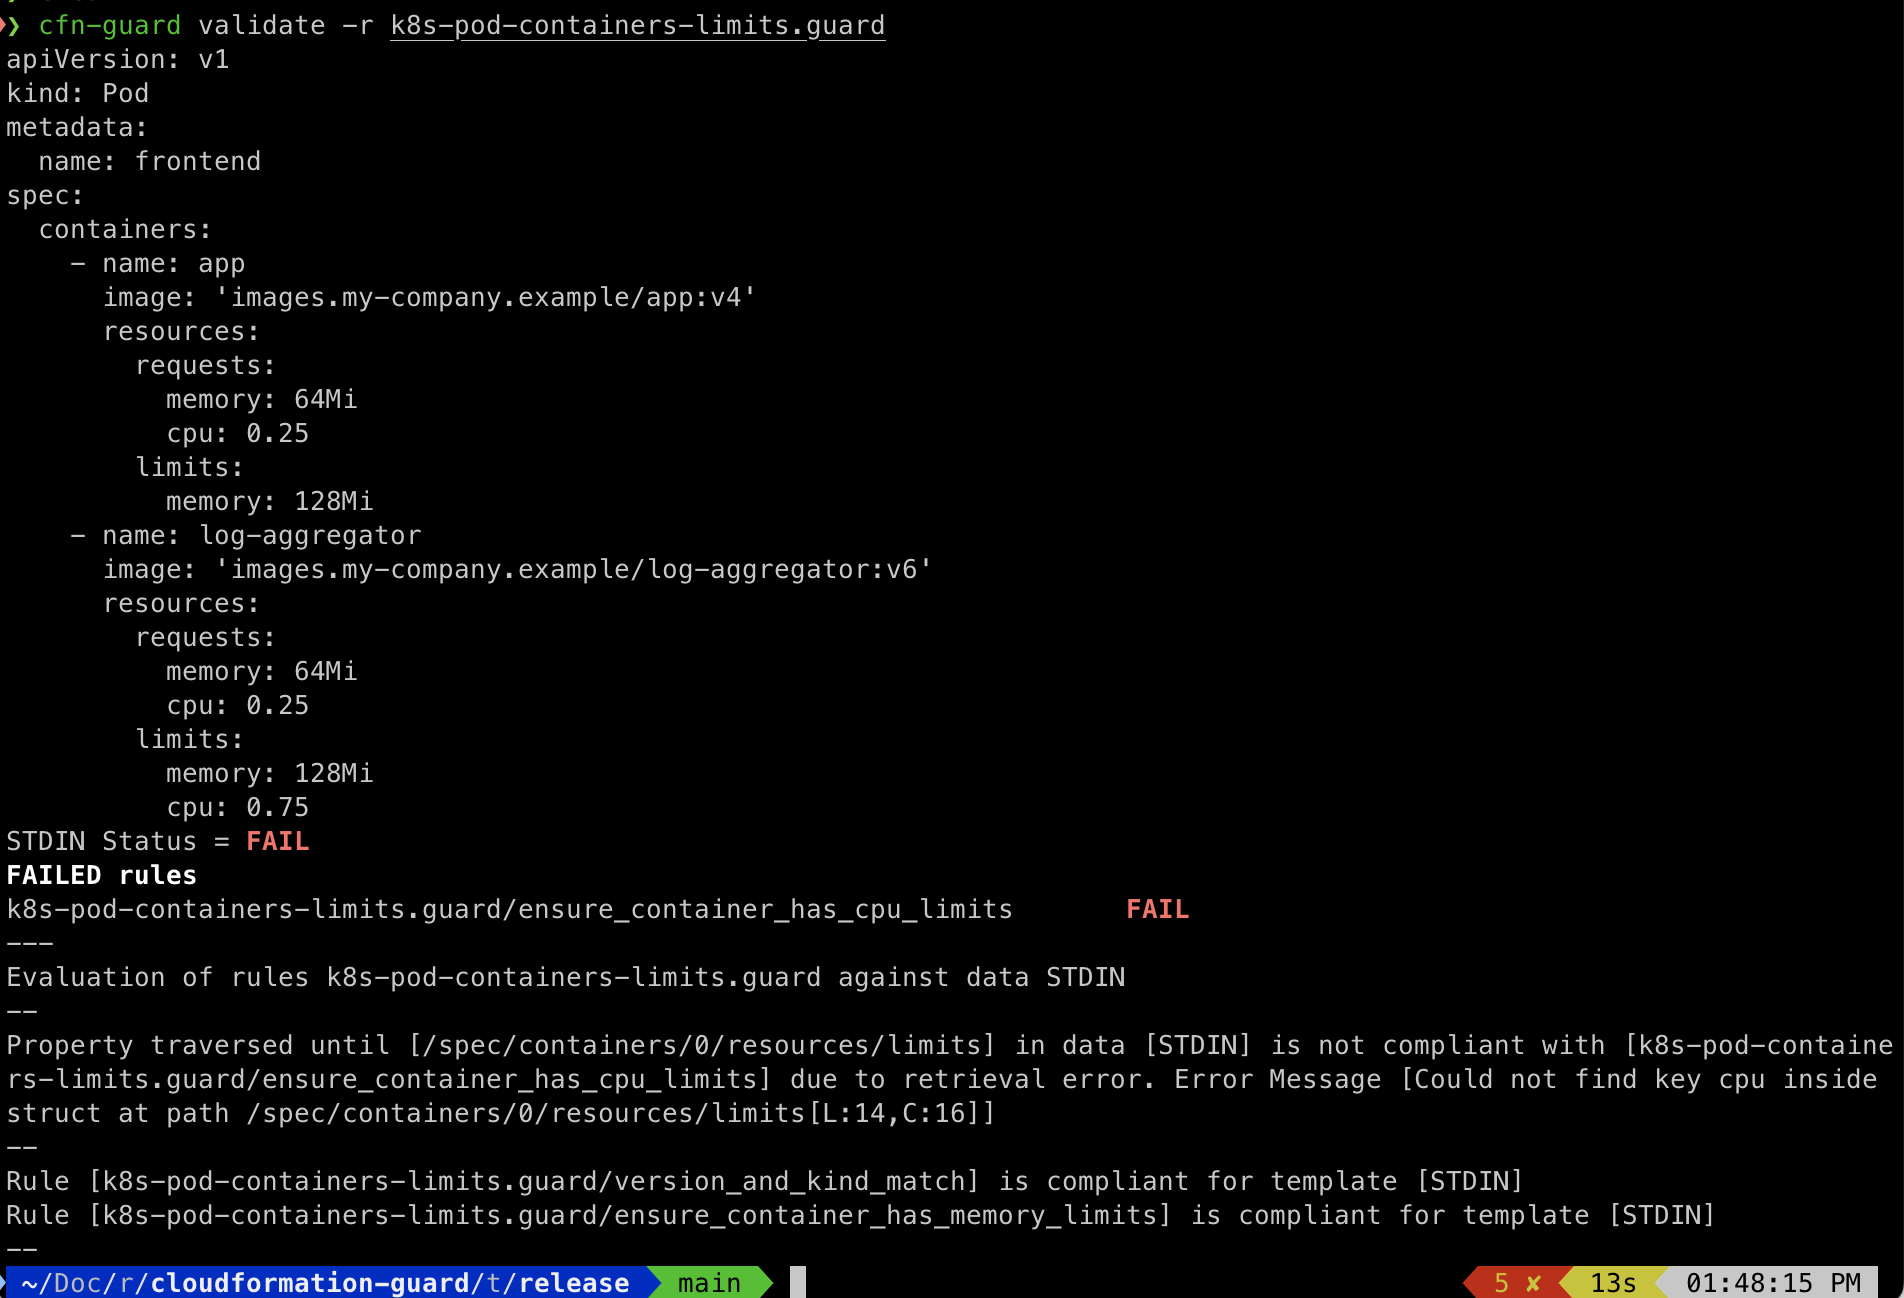 ❯ cfn-guard validate -r k8s-pod-containers-limits.guard
apiVersion: v1
kind: Pod
metadata:
  name: frontend
spec:
  containers:
    - name: app
      image: 'images.my-company.example/app:v4'
      resources:
        requests:
          memory: 64Mi
          cpu: 0.25
        limits:
          memory: 128Mi
    - name: log-aggregator
      image: 'images.my-company.example/log-aggregator:v6'
      resources:
        requests:
          memory: 64Mi
          cpu: 0.25
        limits:
          memory: 128Mi
          cpu: 0.75
STDIN Status = FAIL
FAILED rules
k8s-pod-containers-limits.guard/ensure_container_has_cpu_limits       FAIL
---
Evaluation of rules k8s-pod-containers-limits.guard against data STDIN
--
Property traversed until [/spec/containers/0/resources/limits] in data [STDIN] is not compliant with [k8s-pod-containe
rs-limits.guard/ensure_container_has_cpu_limits] due to retrieval error. Error Message [Could not find key cpu inside
struct at path /spec/containers/0/resources/limits[L:14,C:16]]
--
Rule [k8s-pod-containers-limits.guard/version_and_kind_match] is compliant for template [STDIN]
Rule [k8s-pod-containers-limits.guard/ensure_container_has_memory_limits] is compliant for template [STDIN]
--
~/Doc/r/cloudformation-guard/t/release  main  5 ✘  13s  01:48:15 PM